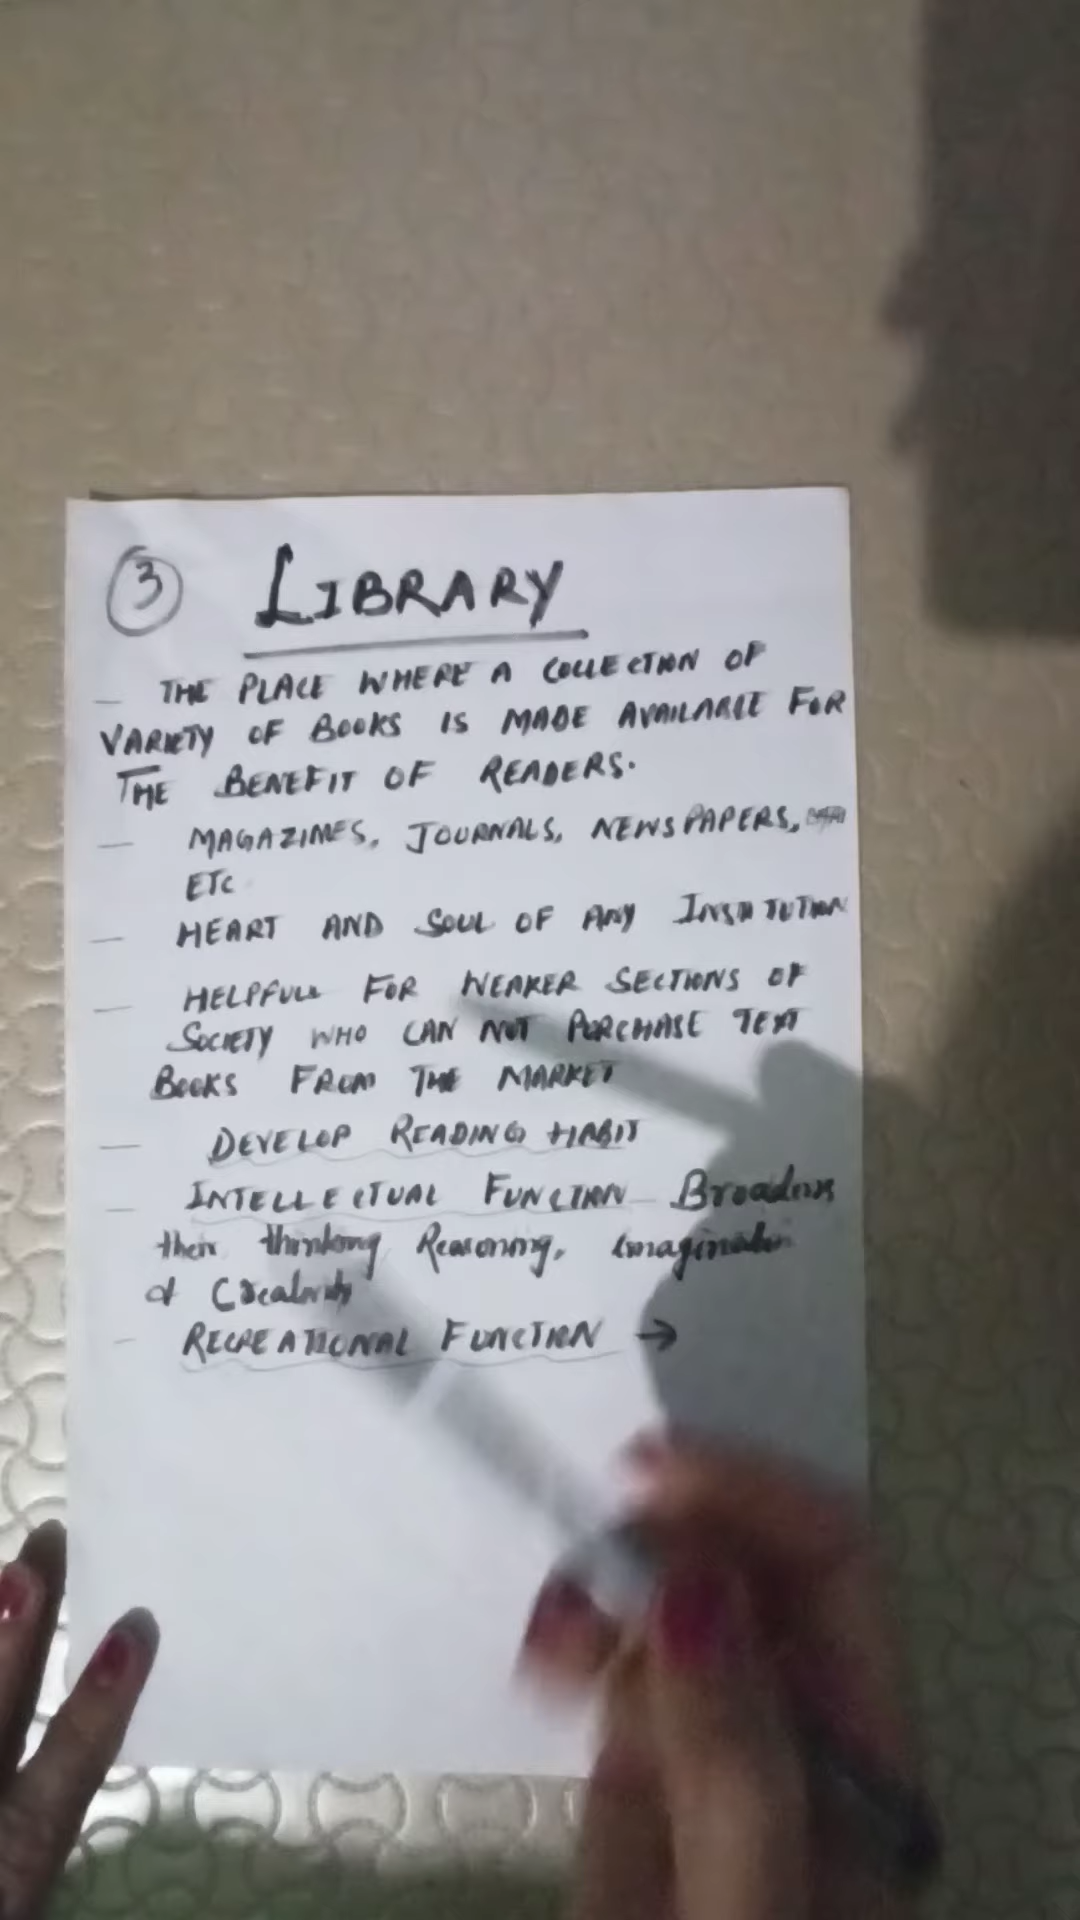 3 LIBRARY
— THE PLACE WHERE A COLLECTION OF
VARIETY OF BOOKS IS MADE AVAILABLE FOR
THE BENEFIT OF READERS.
— MAGAZINES, JOURNALS, NEWSPAPERS,
ETC
— HEART AND SOUL OF ANY INSTITUTION
— HELPFULL FOR WEAKER SECTIONS OF
SOCIETY WHO CAN NOT PURCHASE TEXT
BOOKS FROM THE MARKET
— DEVELOP READING HABIT
— INTELLECTUAL FUNCTION Broadens
their thinking Reasoning, imagination
& Creativity
— RECREATIONAL FUNCTION →